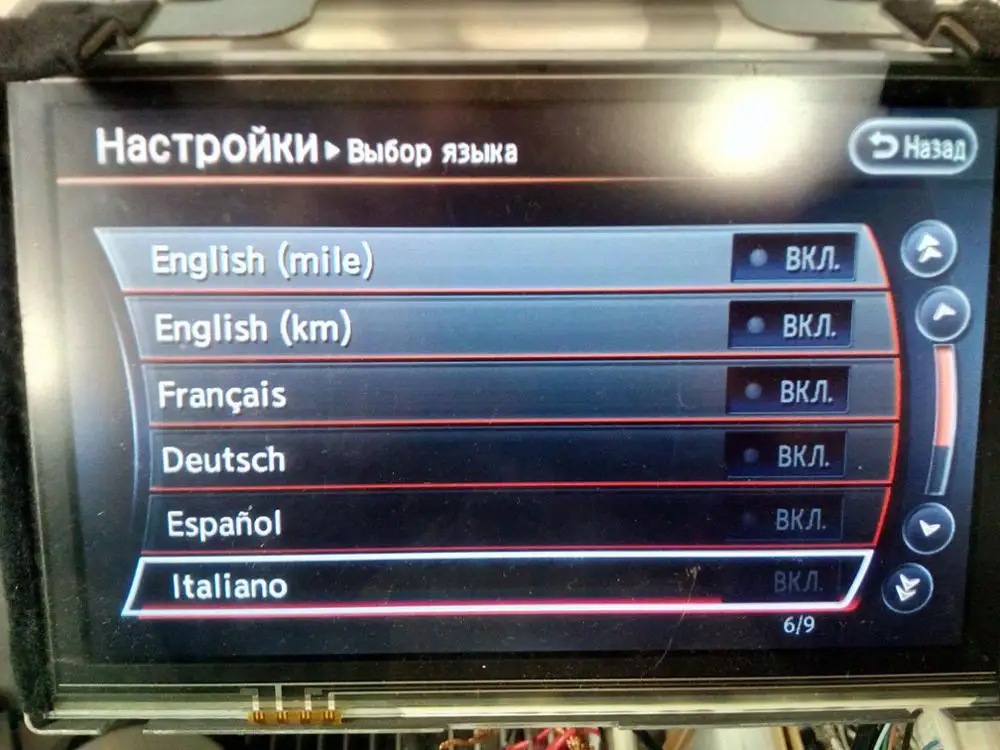 Настройки▸Выбор языка
Назад
English (mile) ВКЛ.
English (km) ВКЛ.
Français ВКЛ.
Deutsch ВКЛ.
Español ВКЛ.
Italiano ВКЛ.
6/9